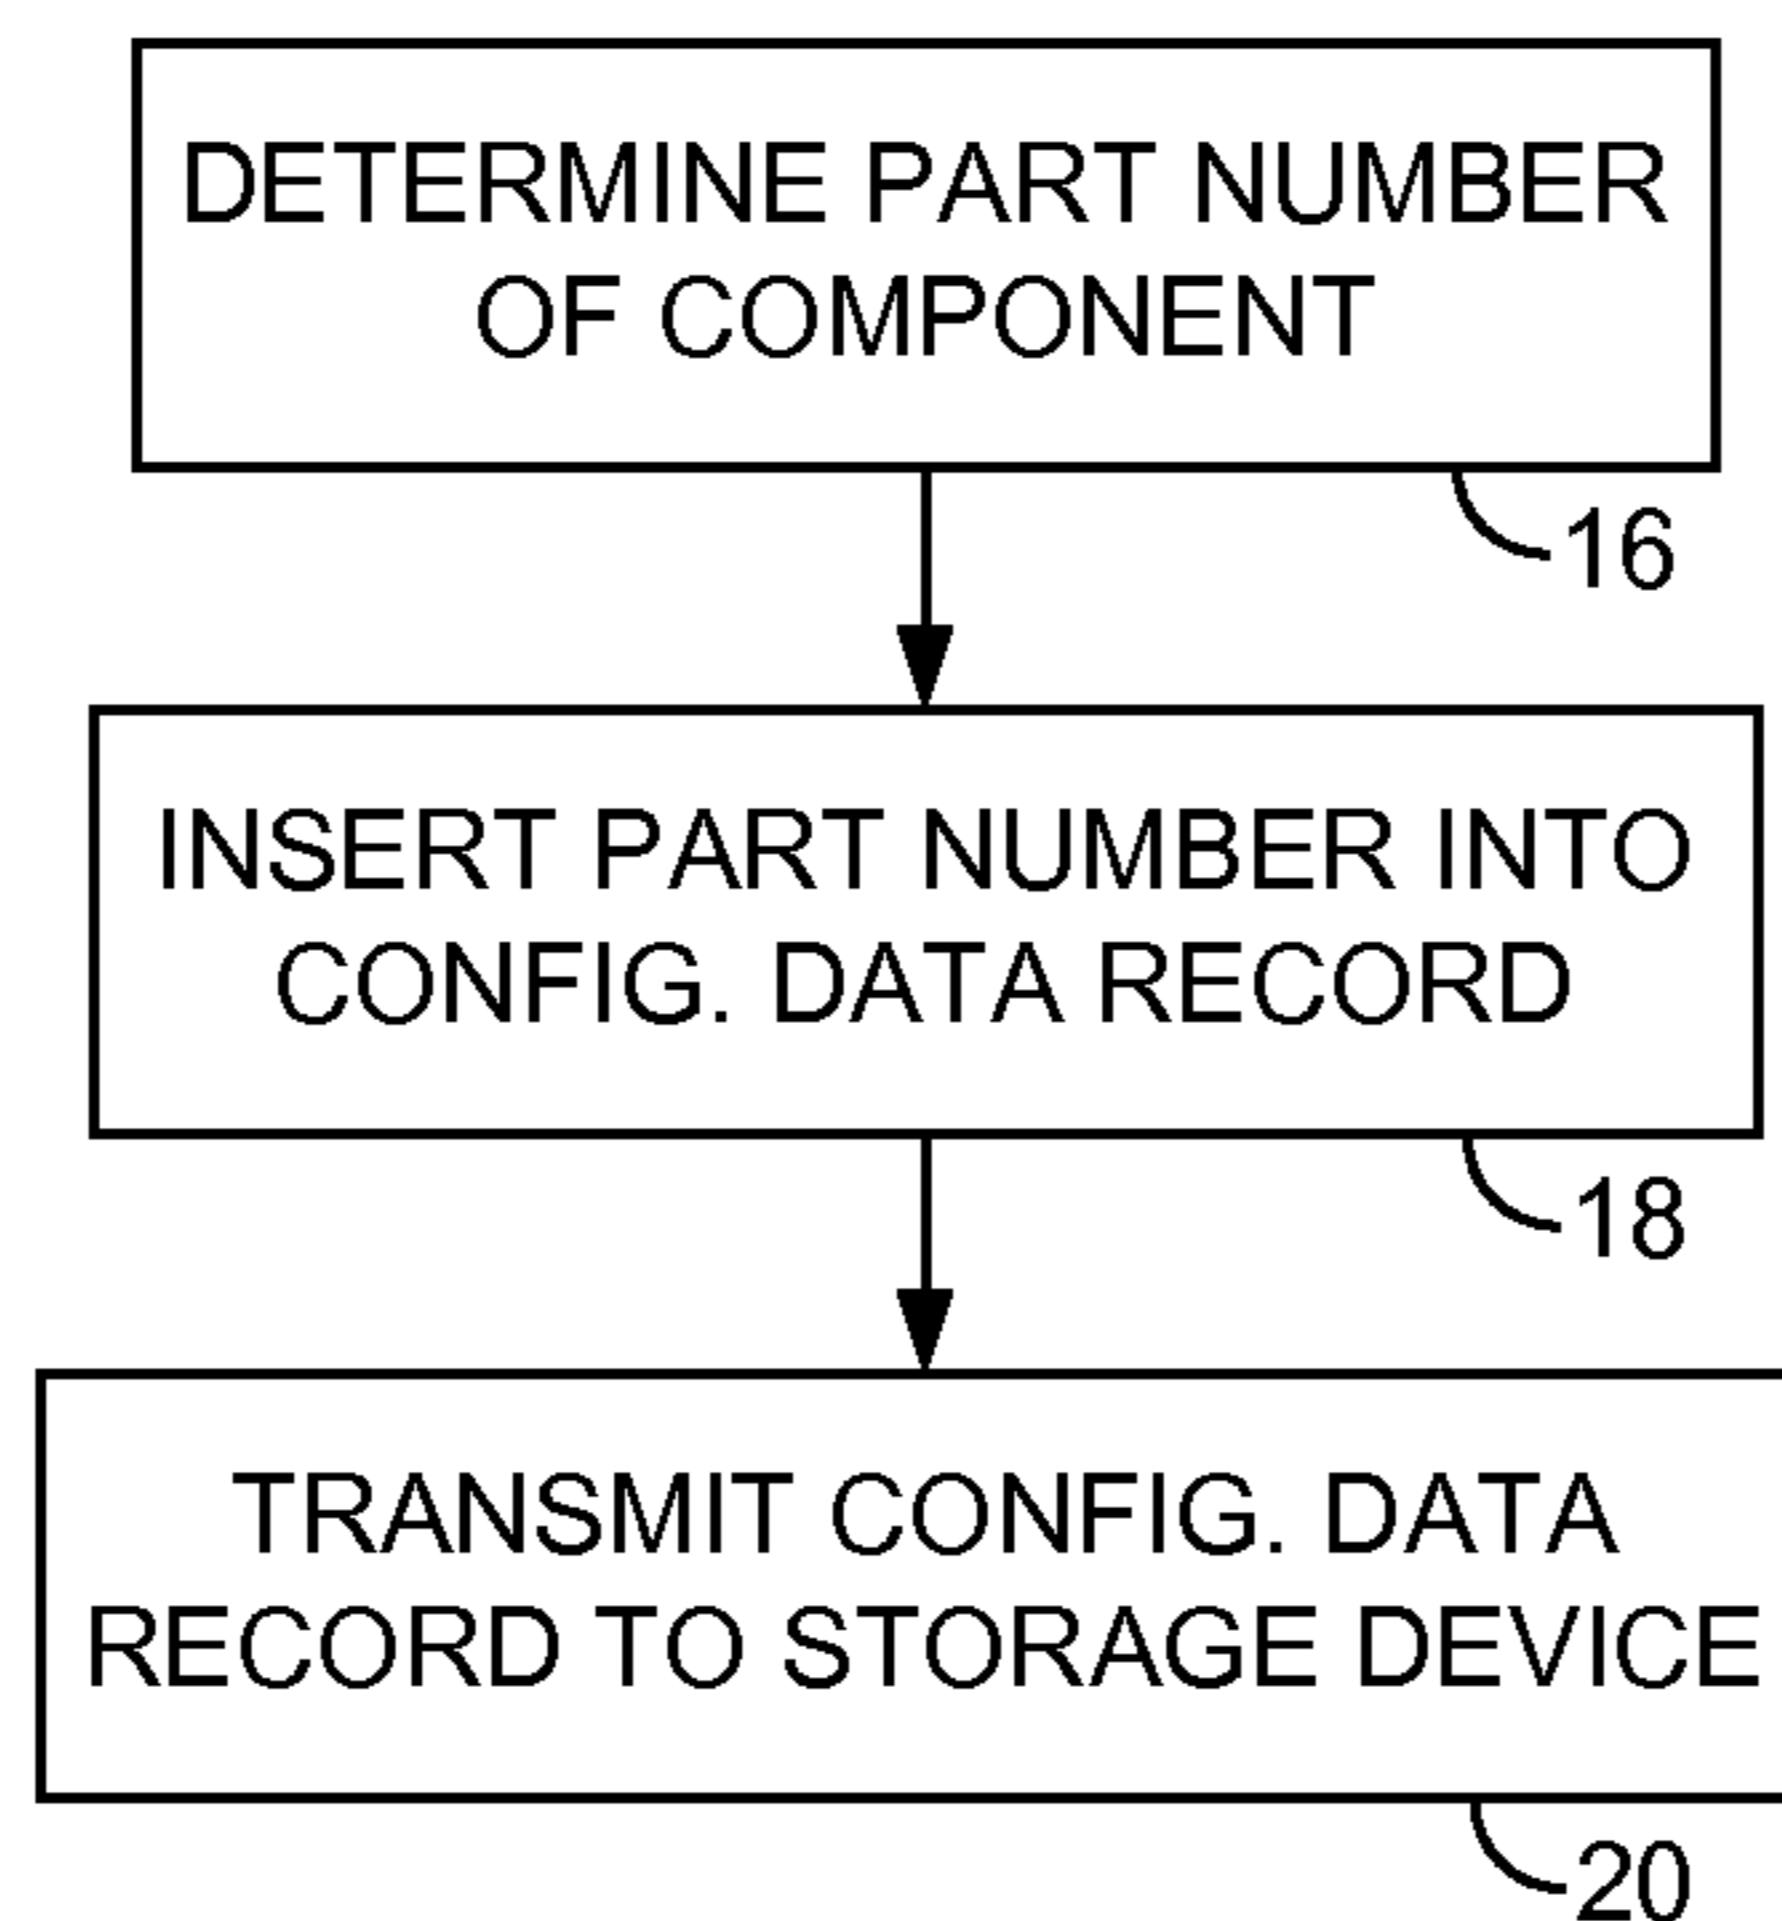 DETERMINE PART NUMBER
OF COMPONENT
16
INSERT PART NUMBER INTO
CONFIG. DATA RECORD
18
TRANSMIT CONFIG. DATA
RECORD TO STORAGE DEVICE
20